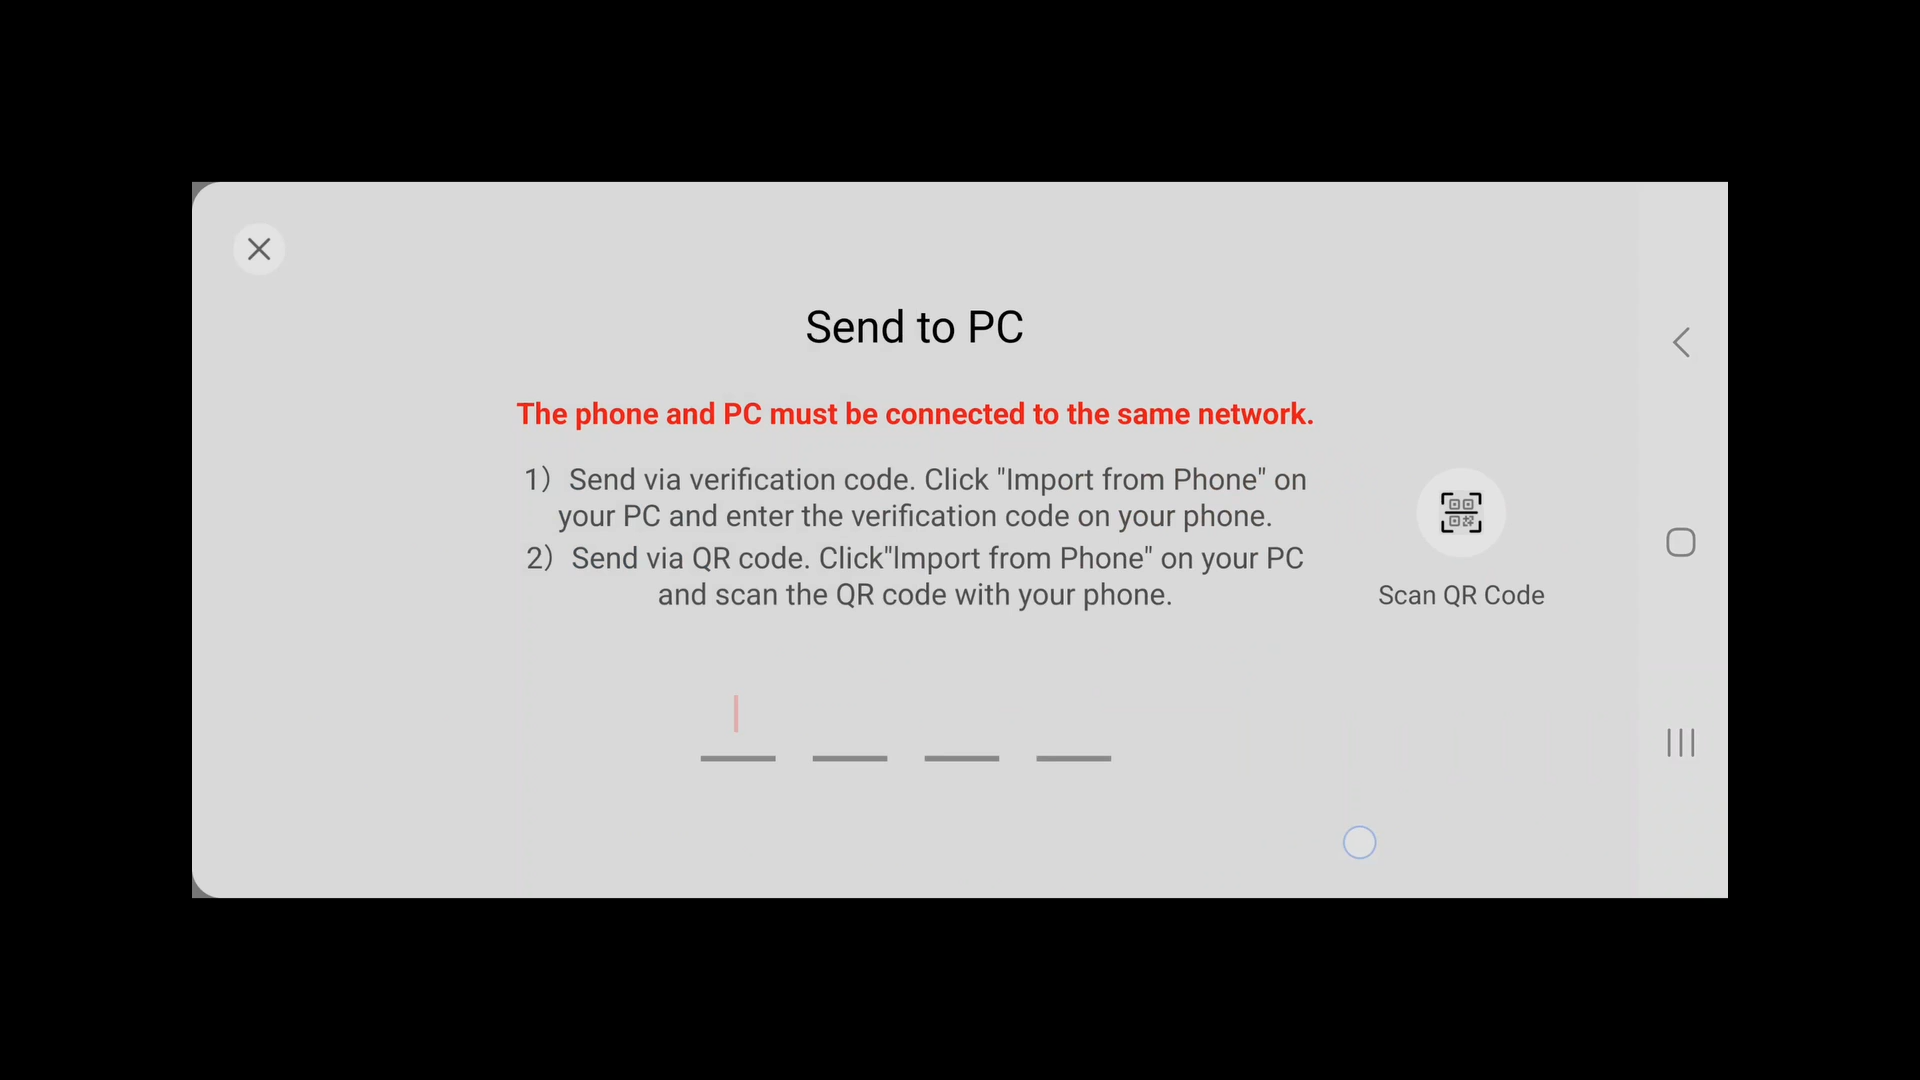 Send to PC
The phone and PC must be connected to the same network.
1）Send via verification code. Click "Import from Phone" on
your PC and enter the verification code on your phone.
2）Send via QR code. Click"lmport from Phone" on your PC
and scan the QR code with your phone.
Scan QR Code